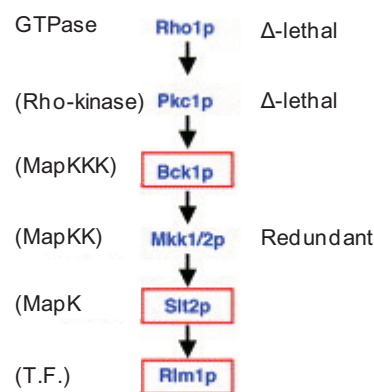 GTPase Rho1p Δ-lethal
(Rho-kinase) Pkc1p Δ-lethal
(MapKKK) Bck1p
(MapKK) Mkk1/2p Redundant
(MapK Slt2p
(T.F.) Rlm1p